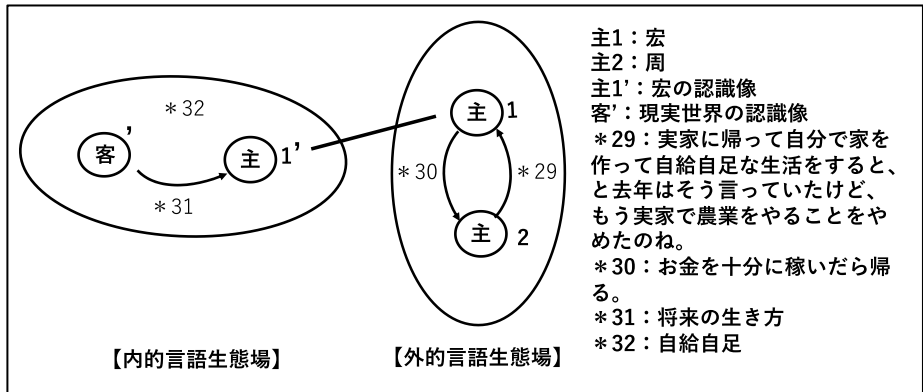 ＊32
客’
主1’
＊31
主1
＊30
＊29
主2
【内的言語生態場】
【外的言語生態場】
主1：宏
主2：周
主1’：宏の認識像
客’：現実世界の認識像
＊29：実家に帰って自分で家を
作って自給自足な生活をすると、
と去年はそう言っていたけど、
もう実家で農業をやることをや
めたのね。
＊30：お金を十分に稼いだら帰
る。
＊31：将来の生き方
＊32：自給自足